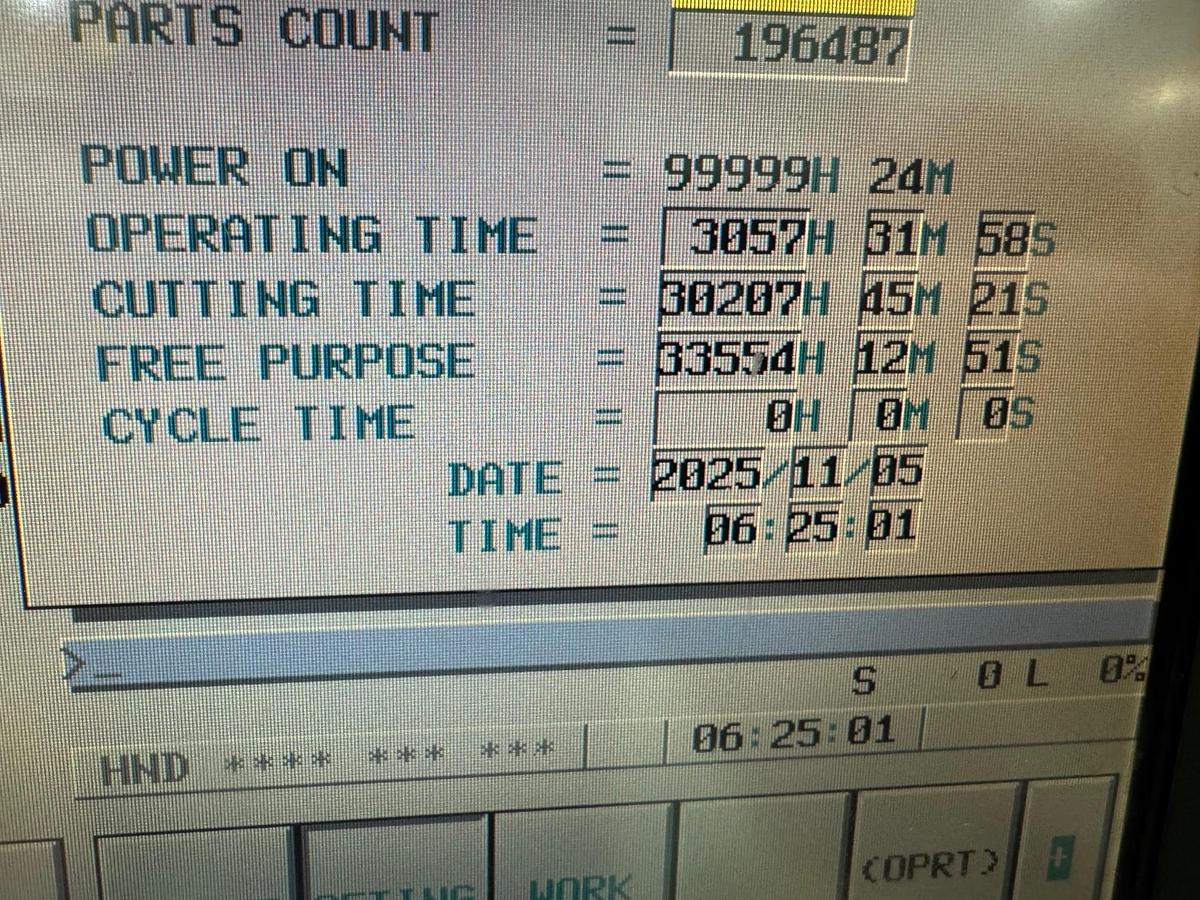 PARTS COUNT = 196487
POWER ON = 99999H 24M
OPERATING TIME = 3057H 31M 58S
CUTTING TIME = 30207H 45M 21S
FREE PURPOSE = 33554H 12M 51S
CYCLE TIME = 0H 0M 0S
DATE = 2025/11/05
TIME = 06:25:01
>_
S 0 L 0%
HND **** *** *** 06:25:01
WORK (OPRT) +